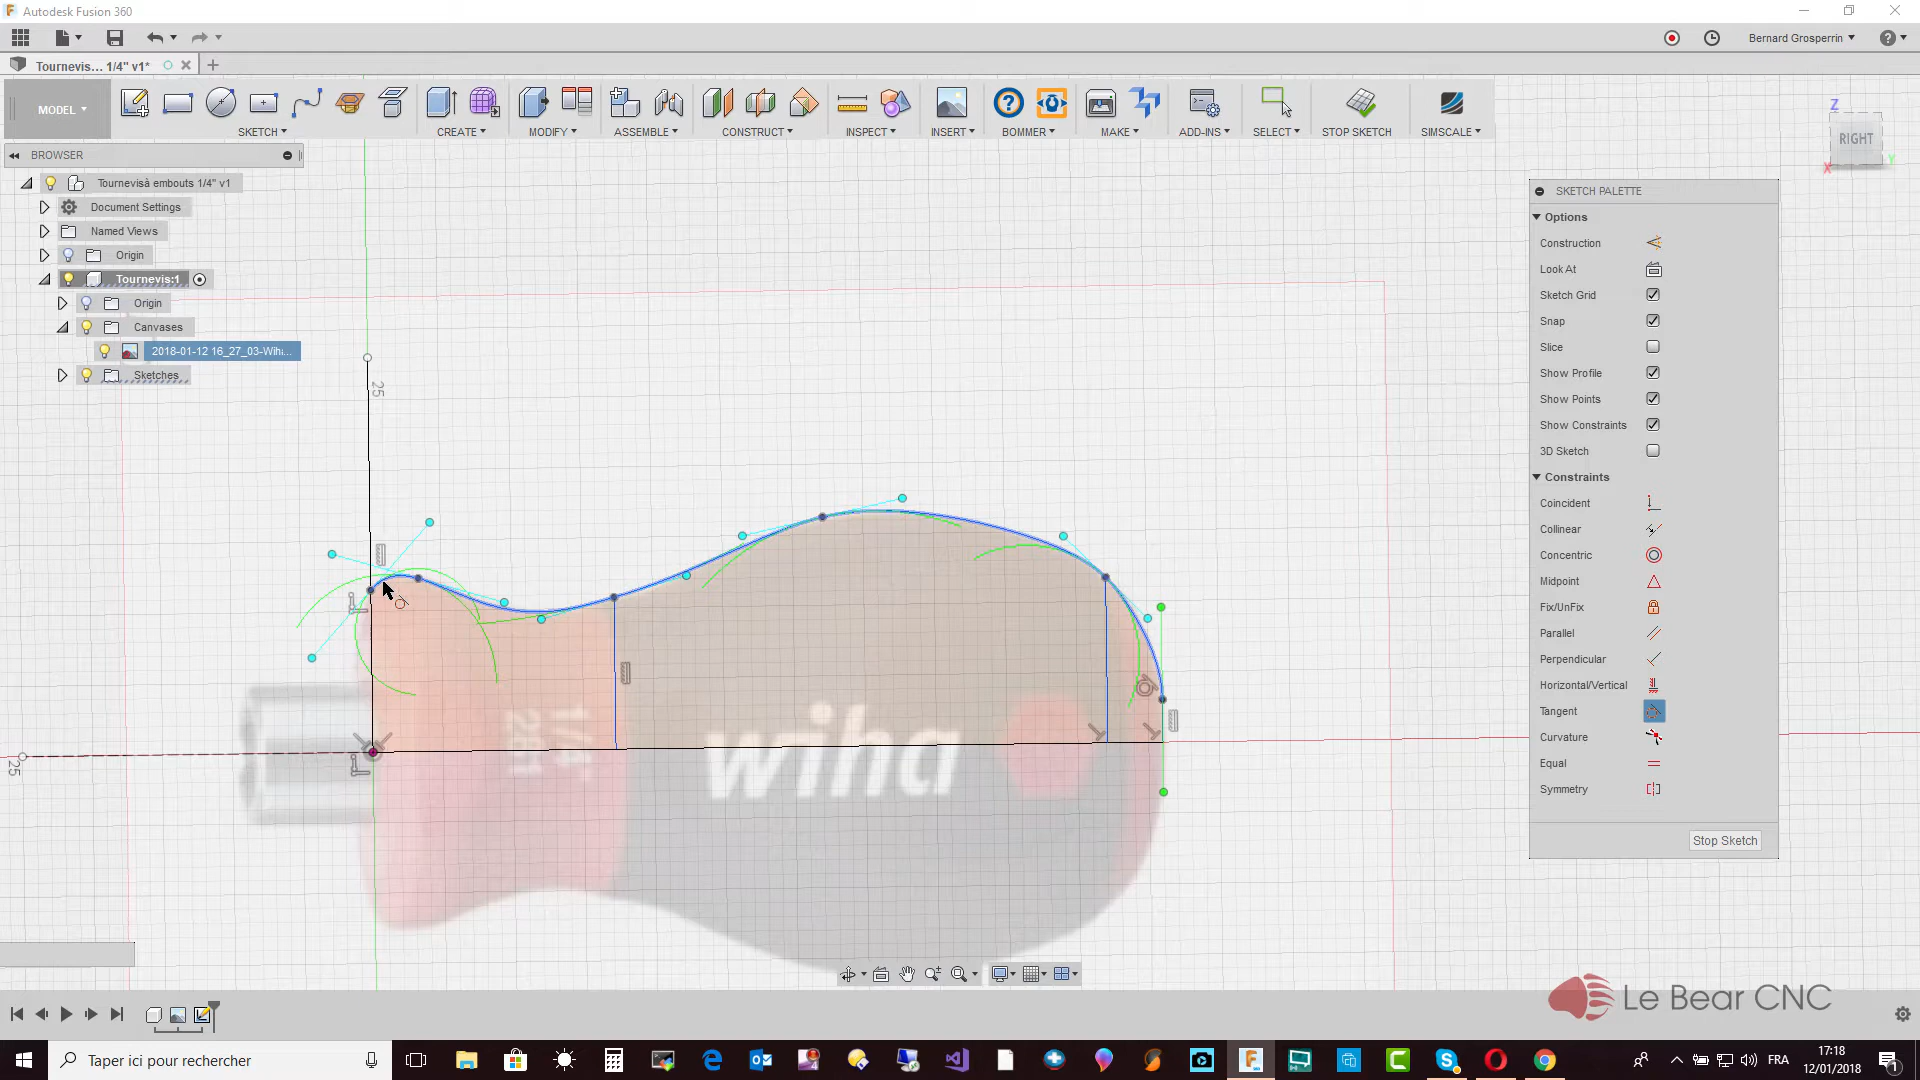 Autodesk Fusion 360
Bernard Grosperrin
Tournevis... 1/4" v1*
MODEL
SKETCH
CREATE
MODIFY
ASSEMBLE
CONSTRUCT
INSPECT
INSERT
BOMMER
MAKE
ADD-INS
SELECT
STOP SKETCH
SIMSCALE
BROWSER
Tournevisà embouts 1/4" v1
Document Settings
Named Views
Origin
Tournevis:1
Origin
Canvases
2018-01-12 16_27_03-Wih...
Sketches
Z
RIGHT
X
Y
SKETCH PALETTE
Options
Construction
Look At
Sketch Grid
Snap
Slice
Show Profile
Show Points
Show Constraints
3D Sketch
Constraints
Coincident
Collinear
Concentric
Midpoint
Fix/UnFix
Parallel
Perpendicular
Horizontal/Vertical
Tangent
Curvature
Equal
Symmetry
Stop Sketch
25
25
1/4"
wiha
Le Bear CNC
Taper ici pour rechercher
FRA
17:18
12/01/2018
1